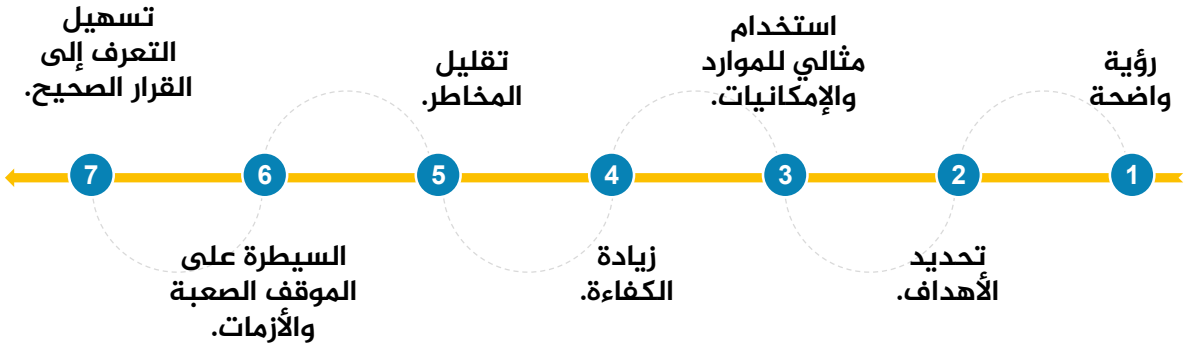 1
رؤية
واضحة
2
تحديد
الأهداف.
3
استخدام
مثالي للموارد
والإمكانيات.
4
زيادة
الكفاءة.
5
تقليل
المخاطر.
6
السيطرة على
الموقف الصعبة
والأزمات.
7
تسهيل
التعرف إلى
القرار الصحيح.